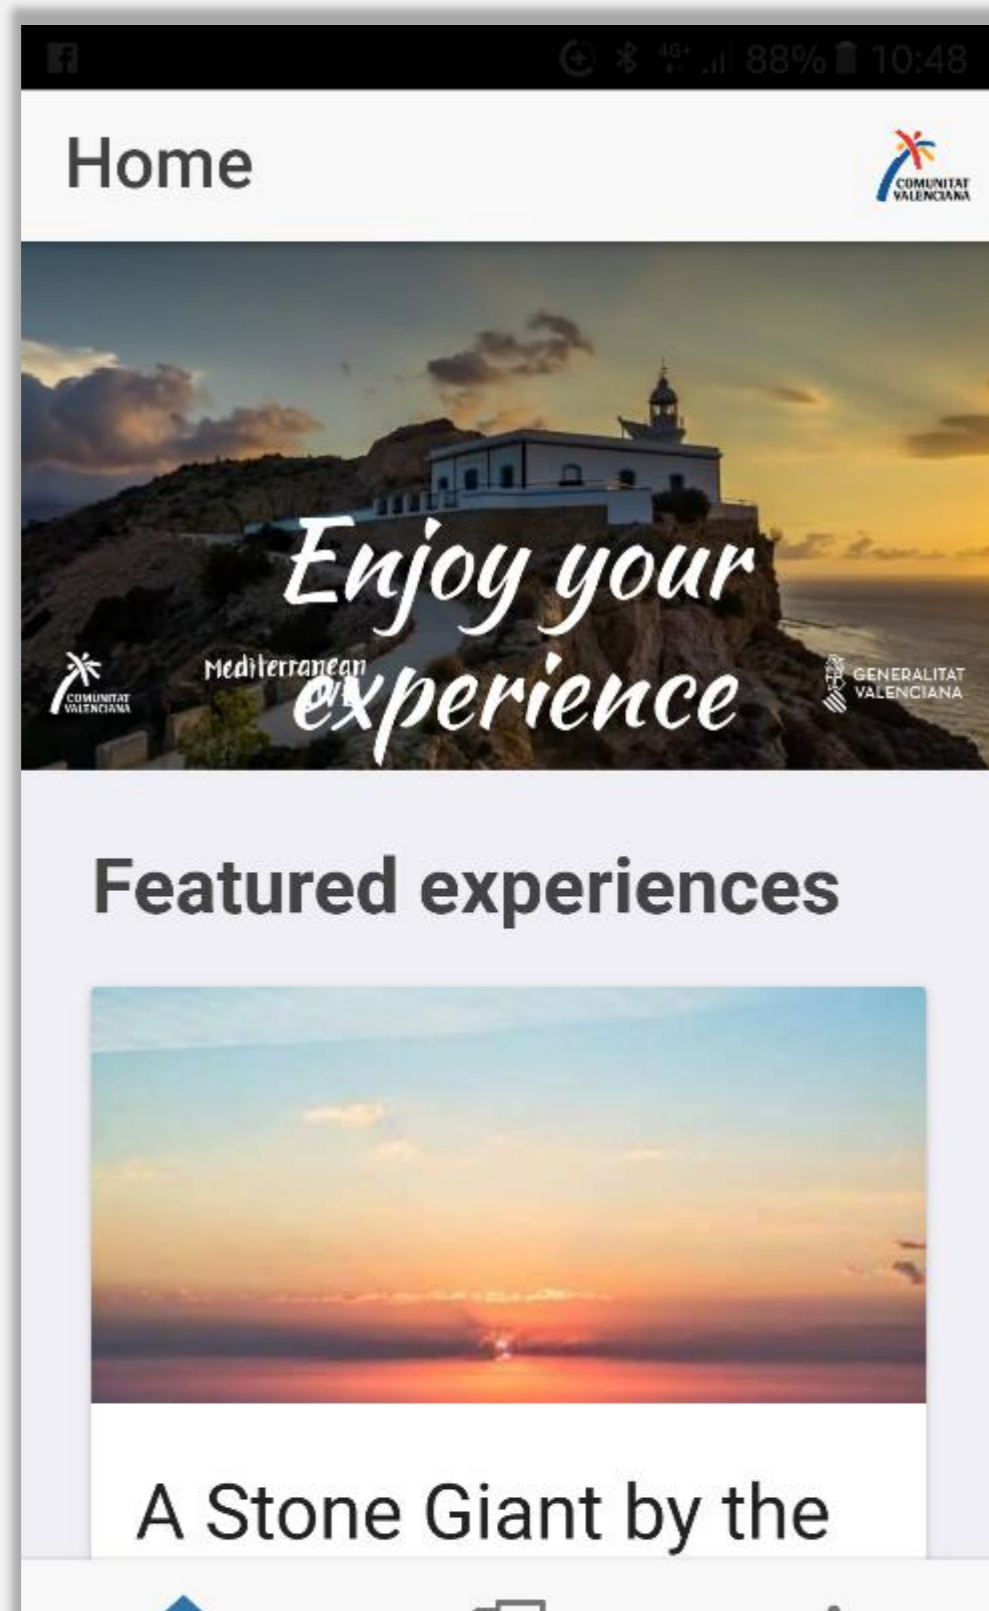 4G+ 88% 10:48
Home
COMUNITAT
VALENCIANA
Enjoy your
experience
COMUNITAT
VALENCIANA
Mediterranean
GENERALITAT
VALENCIANA
Featured experiences
A Stone Giant by the